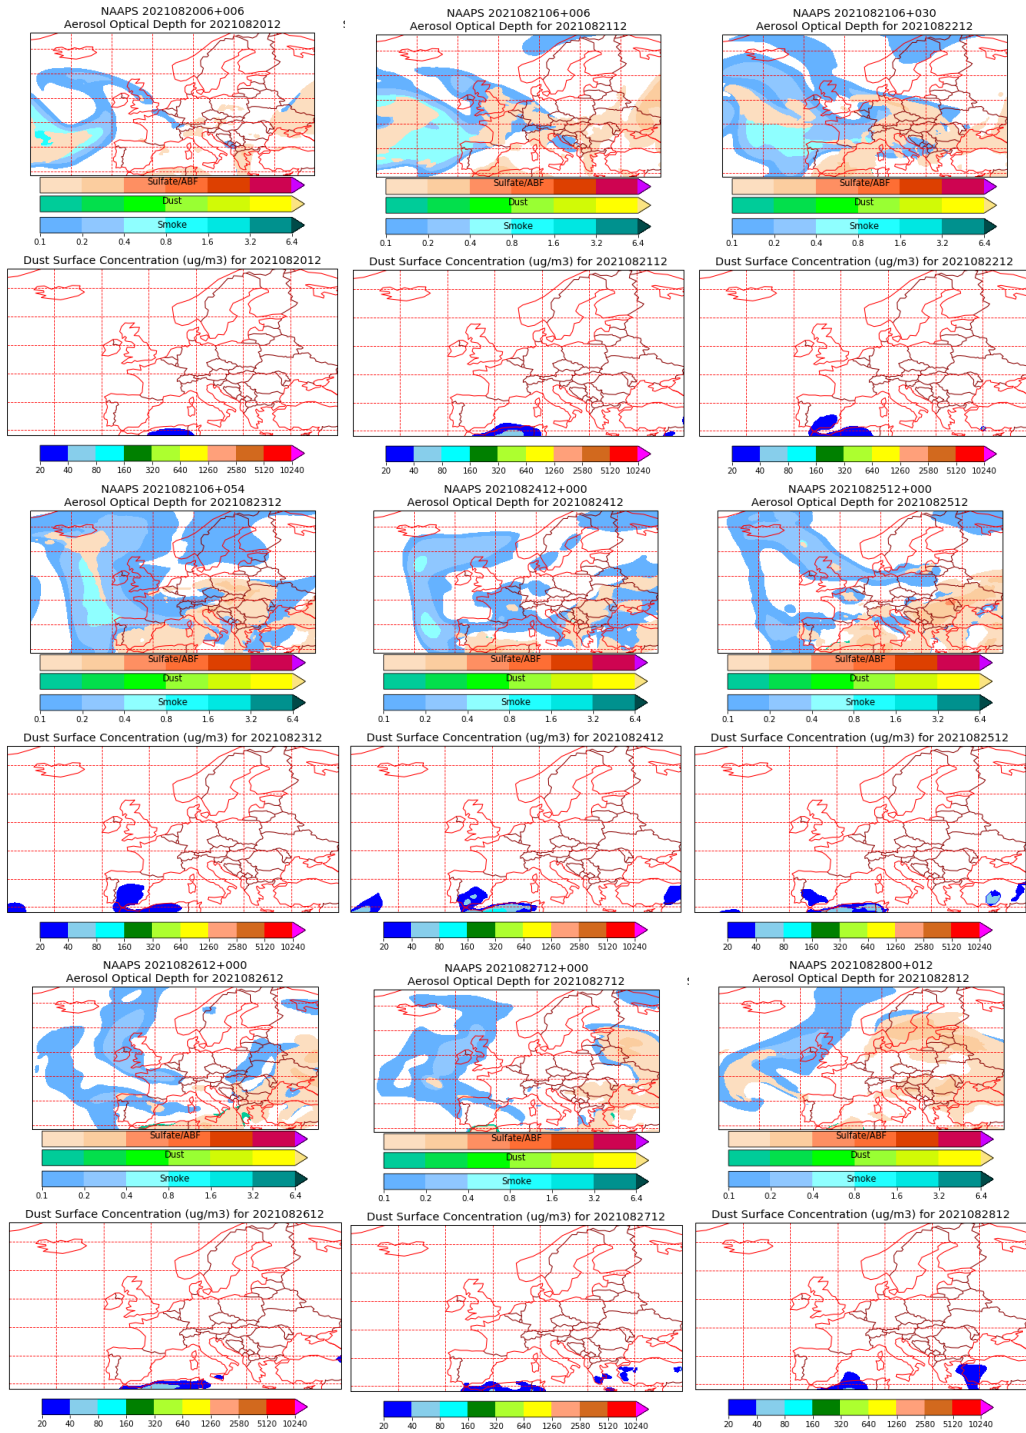 NAAPS 2021082006+006
Aerosol Optical Depth for 2021082012
NAAPS 2021082106+006
Aerosol Optical Depth for 2021082112
NAAPS 2021082106+030
Aerosol Optical Depth for 2021082212
Sulfate/ABF
Dust
Smoke
0.1 0.2 0.4 0.8 1.6 3.2 6.4
Sulfate/ABF
Dust
Smoke
0.1 0.2 0.4 0.8 1.6 3.2 6.4
Sulfate/ABF
Dust
Smoke
0.1 0.2 0.4 0.8 1.6 3.2 6.4
Dust Surface Concentration (ug/m3) for 2021082012
Dust Surface Concentration (ug/m3) for 2021082112
Dust Surface Concentration (ug/m3) for 2021082212
20 40 80 160 320 640 1260 2580 5120 10240
20 40 80 160 320 640 1260 2580 5120 10240
20 40 80 160 320 640 1260 2580 5120 10240
NAAPS 2021082106+054
Aerosol Optical Depth for 2021082312
NAAPS 2021082412+000
Aerosol Optical Depth for 2021082412
NAAPS 2021082512+000
Aerosol Optical Depth for 2021082512
Sulfate/ABF
Dust
Smoke
0.1 0.2 0.4 0.8 1.6 3.2 6.4
Sulfate/ABF
Dust
Smoke
0.1 0.2 0.4 0.8 1.6 3.2 6.4
Sulfate/ABF
Dust
Smoke
0.1 0.2 0.4 0.8 1.6 3.2 6.4
Dust Surface Concentration (ug/m3) for 2021082312
Dust Surface Concentration (ug/m3) for 2021082412
Dust Surface Concentration (ug/m3) for 2021082512
20 40 80 160 320 640 1260 2580 5120 10240
20 40 80 160 320 640 1260 2580 5120 10240
20 40 80 160 320 640 1260 2580 5120 10240
NAAPS 2021082612+000
Aerosol Optical Depth for 2021082612
NAAPS 2021082712+000
Aerosol Optical Depth for 2021082712
NAAPS 2021082800+012
Aerosol Optical Depth for 2021082812
Sulfate/ABF
Dust
Smoke
0.1 0.2 0.4 0.8 1.6 3.2 6.4
Sulfate/ABF
Dust
Smoke
0.1 0.2 0.4 0.8 1.6 3.2 6.4
Sulfate/ABF
Dust
Smoke
0.1 0.2 0.4 0.8 1.6 3.2 6.4
Dust Surface Concentration (ug/m3) for 2021082612
Dust Surface Concentration (ug/m3) for 2021082712
Dust Surface Concentration (ug/m3) for 2021082812
20 40 80 160 320 640 1260 2580 5120 10240
20 40 80 160 320 640 1260 2580 5120 10240
20 40 80 160 320 640 1260 2580 5120 10240